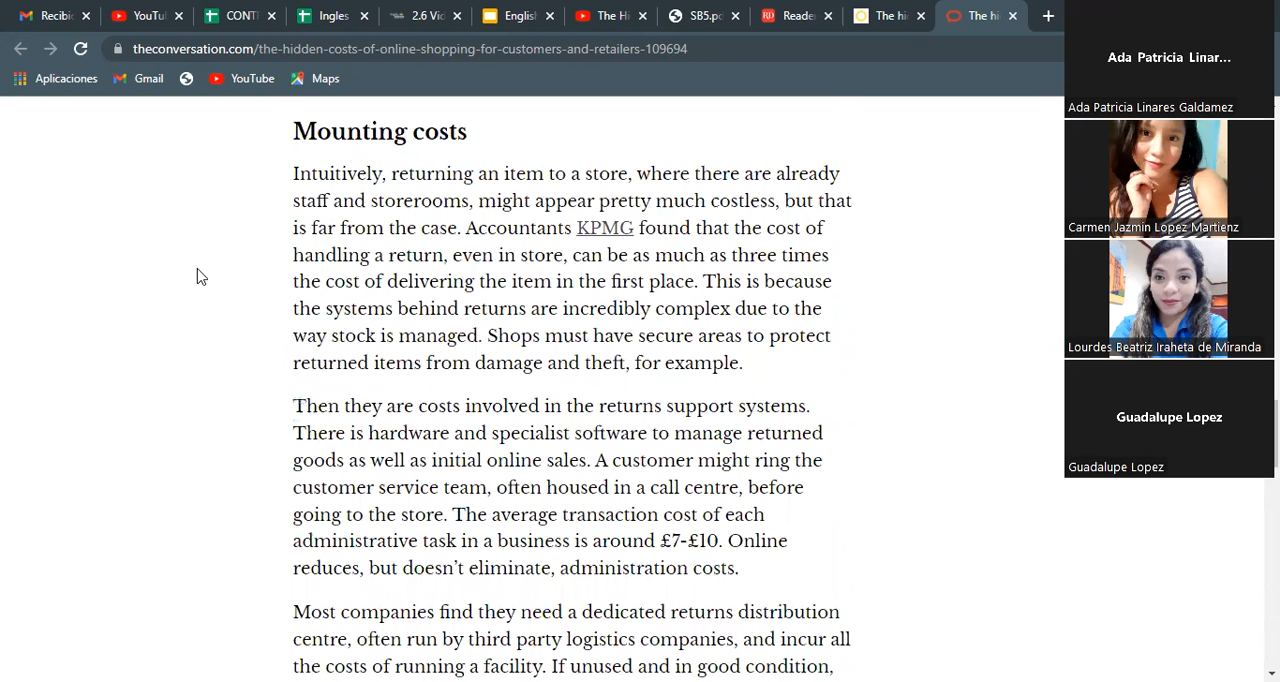 Recibic
YouTu
CONT
Ingles
2.6 Vid
English
The Hi
SB5.pd
Reade
The hi
The hi
theconversation.com/the-hidden-costs-of-online-shopping-for-customers-and-retailers-109694
Aplicaciones Gmail YouTube Maps
Mounting costs
Intuitively, returning an item to a store, where there are already
staff and storerooms, might appear pretty much costless, but that
is far from the case. Accountants KPMG found that the cost of
handling a return, even in store, can be as much as three times
the cost of delivering the item in the first place. This is because
the systems behind returns are incredibly complex due to the
way stock is managed. Shops must have secure areas to protect
returned items from damage and theft, for example.
Then they are costs involved in the returns support systems.
There is hardware and specialist software to manage returned
goods as well as initial online sales. A customer might ring the
customer service team, often housed in a call centre, before
going to the store. The average transaction cost of each
administrative task in a business is around £7-£10. Online
reduces, but doesn't eliminate, administration costs.
Most companies find they need a dedicated returns distribution
centre, often run by third party logistics companies, and incur all
the costs of running a facility. If unused and in good condition,
Ada Patricia Linar...
Ada Patricia Linares Galdamez
Carmen Jazmin Lopez Martienz
Lourdes Beatriz Iraheta de Miranda
Guadalupe Lopez
Guadalupe Lopez